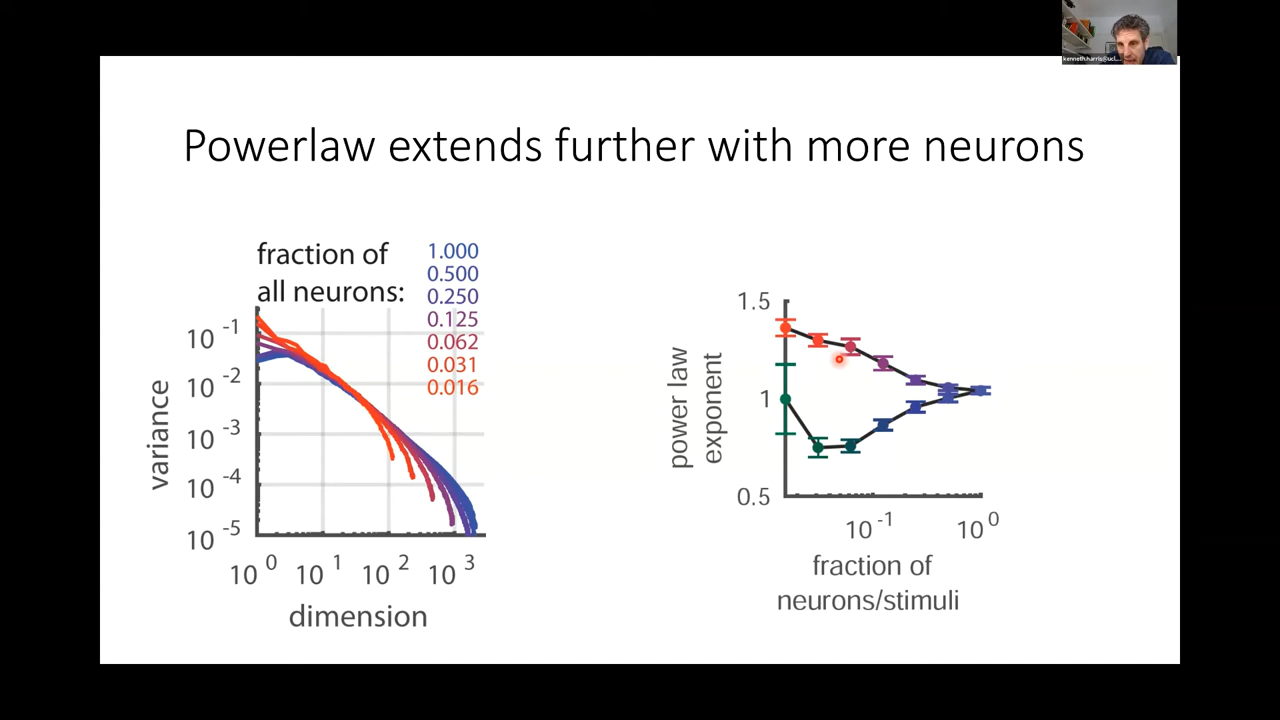 kenneth.harris@ucl...
Powerlaw extends further with more neurons
fraction of
all neurons:
1.000
0.500
0.250
0.125
0.062
0.031
0.016
variance
10 -1
10 -2
10 -3
10 -4
10 -5
10 0
10 1
10 2
10 3
dimension
power law
exponent
1.5
1
0.5
10 -1
10 0
fraction of
neurons/stimuli